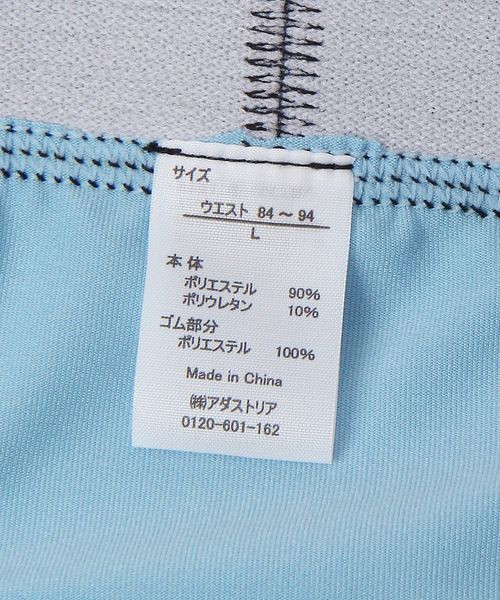 サイズ
ウエスト 84 〜 94
L
本 体
ポリエステル 90%
ポリウレタン 10%
ゴム部分
ポリエステル 100%
Made in China
㈱アダストリア
0120-601-162